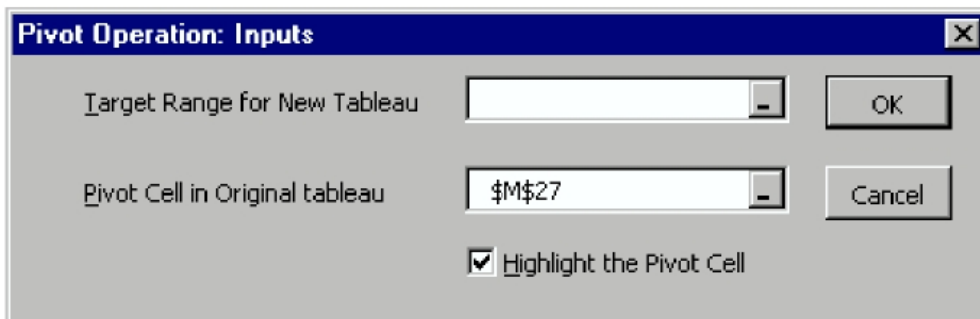 Pivot Operation: Inputs
Target Range for New Tableau
OK
Pivot Cell in Original tableau
$M$27
Cancel
Highlight the Pivot Cell